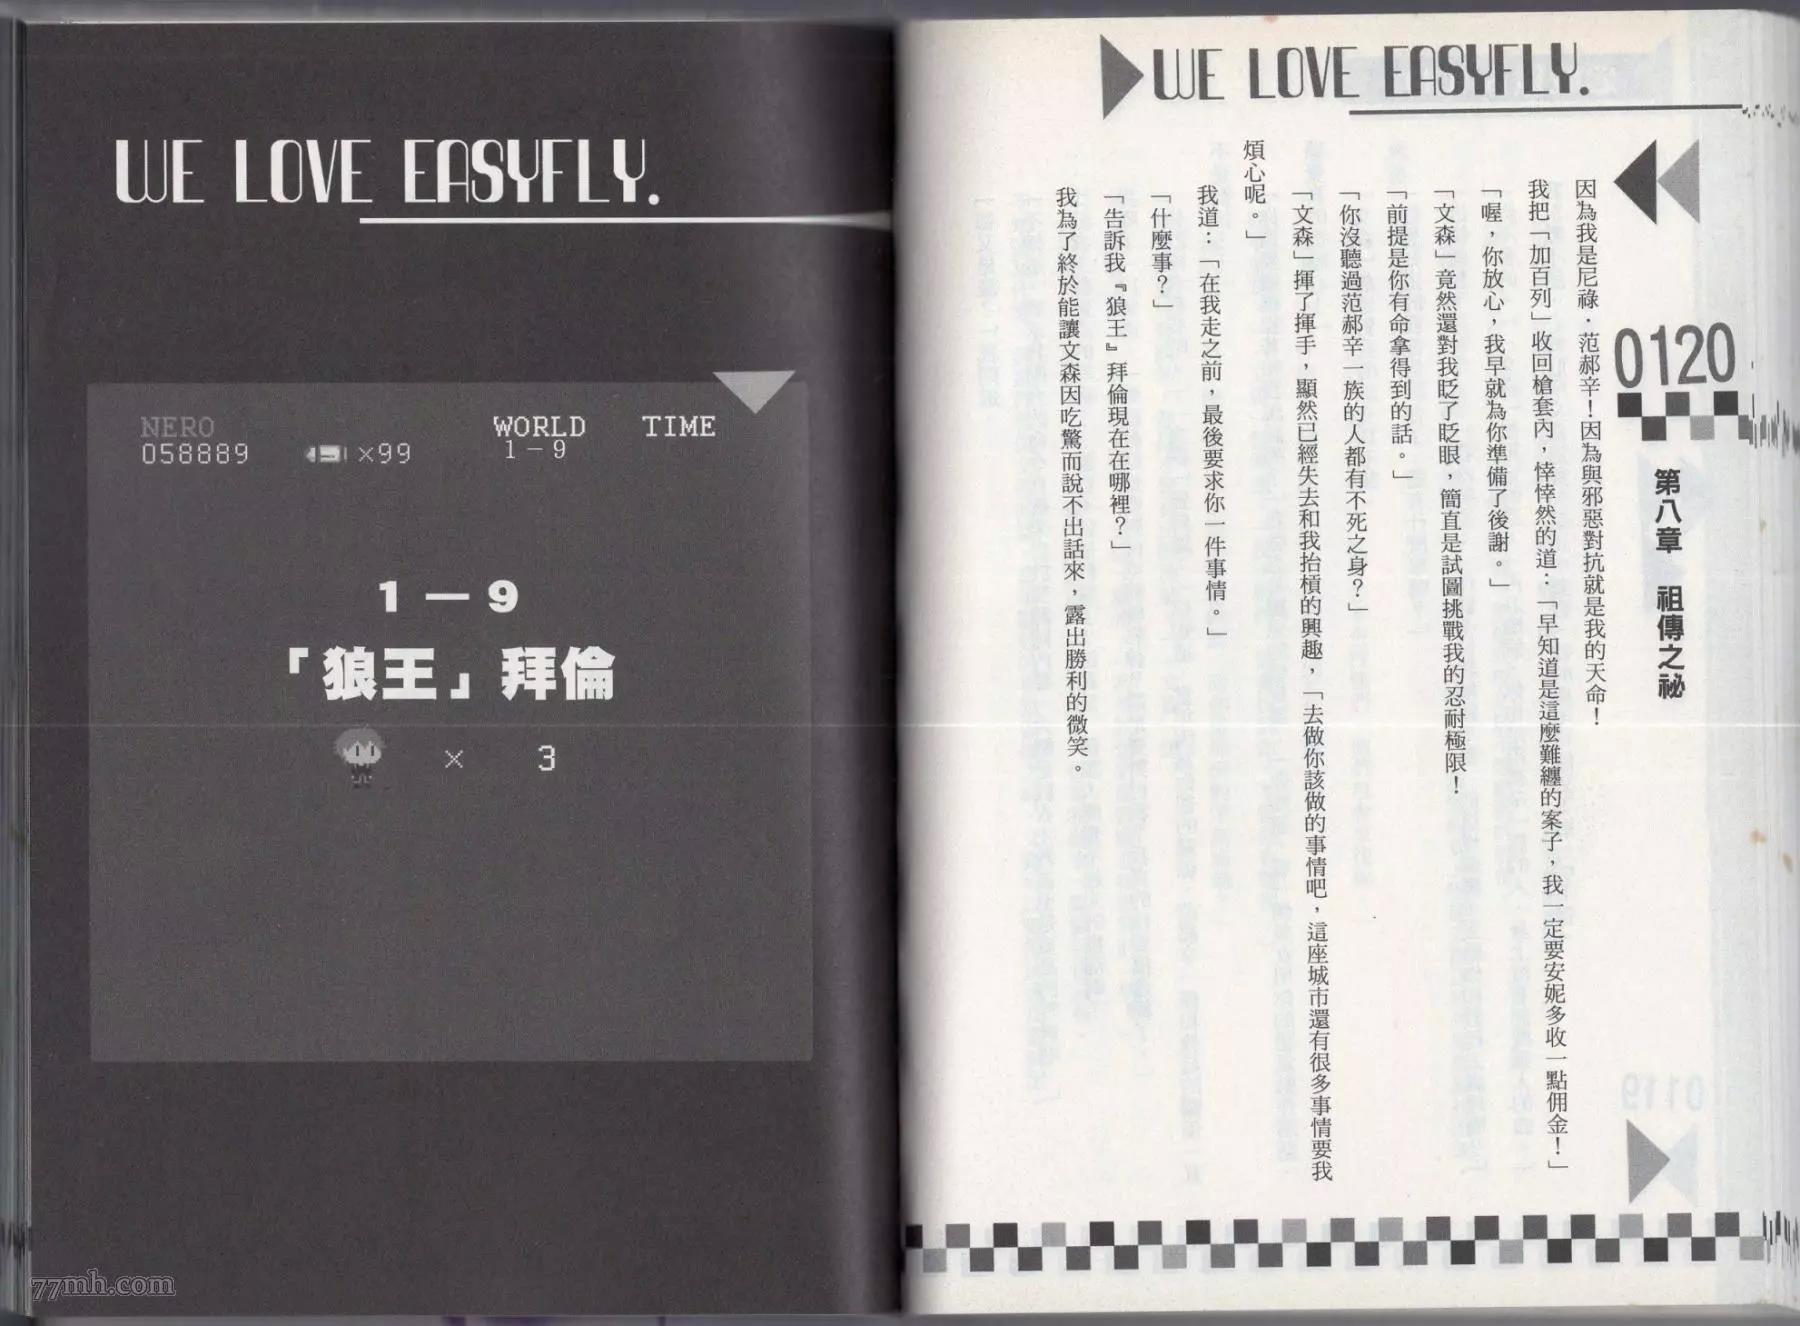 WE LOVE EASYFLY.
0120
第八章　祖傳之祕
因為我是尼祿．范郝辛！因為與邪惡對抗就是我的天命！
我把「加百列」收回槍套內，悻悻然的道：「早知道是這麼難纏的案子，我一定要安妮多收一點佣金！」
「喔，你放心，我早就為你準備了後謝。」
「文森」竟然還對我眨了眨眼，簡直是試圖挑戰我的忍耐極限！
「前提是你有命拿得到的話。」
「你沒聽過范郝辛一族的人都有不死之身？」
「文森」揮了揮手，顯然已經失去和我抬槓的興趣，「去做你該做的事情吧，這座城市還有很多事情要我
煩心呢。」
我道：「在我走之前，最後要求你一件事情。」
「什麼事？」
「告訴我『狼王』拜倫現在在哪裡？」
我為了終於能讓文森因吃驚而說不出話來，露出勝利的微笑。
0119
WE LOVE EASYFLY.
NERO
058889
×99
WORLD
1-9
TIME
1－9
「狼王」拜倫
× 3
77mh.com